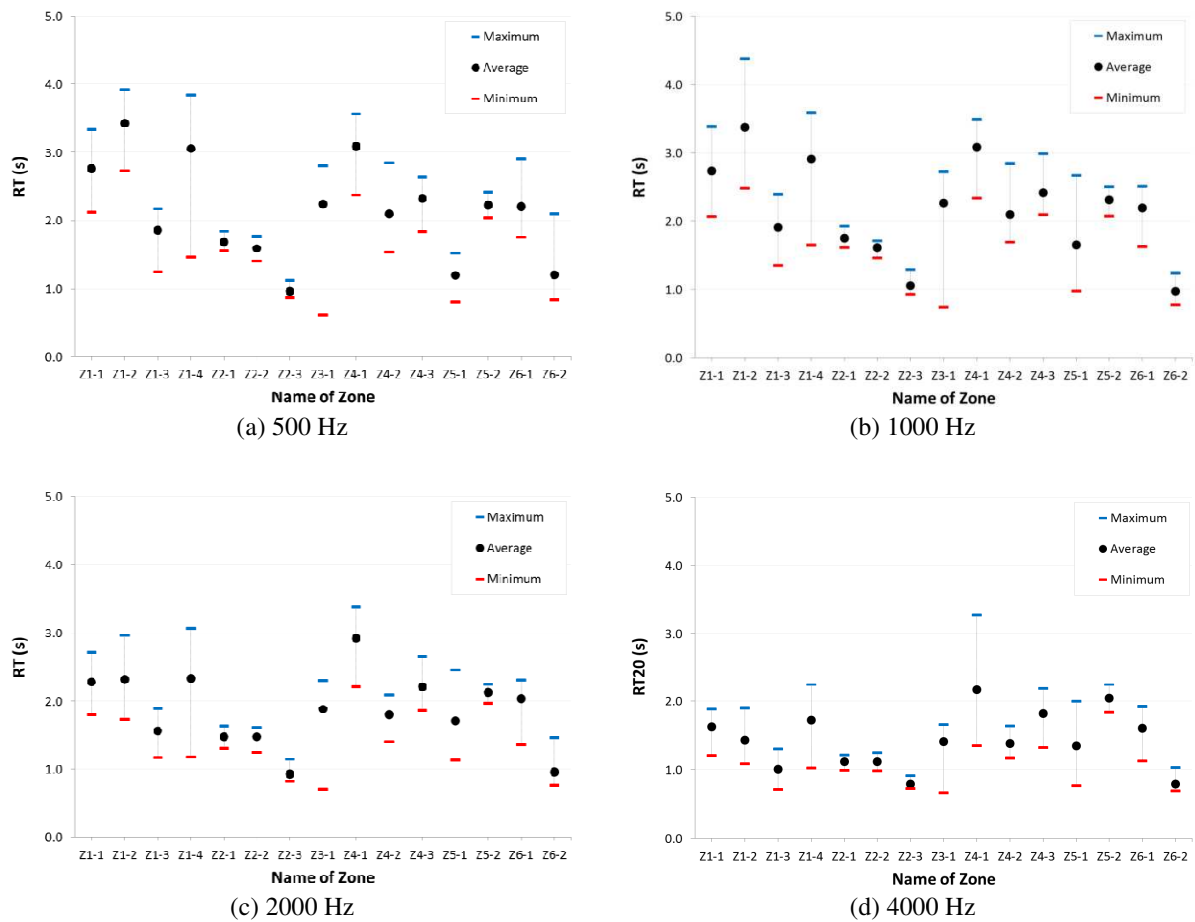 5.0
4.0
3.0
2.0
1.0
0.0
RT (s)
Maximum
Average
Minimum
Z1-1 Z1-2 Z1-3 Z1-4 Z2-1 Z2-2 Z2-3 Z3-1 Z4-1 Z4-2 Z4-3 Z5-1 Z5-2 Z6-1 Z6-2
Name of Zone
(a) 500 Hz
5.0
4.0
3.0
2.0
1.0
0.0
RT (s)
Maximum
Average
Minimum
Z1-1 Z1-2 Z1-3 Z1-4 Z2-1 Z2-2 Z2-3 Z3-1 Z4-1 Z4-2 Z4-3 Z5-1 Z5-2 Z6-1 Z6-2
Name of Zone
(b) 1000 Hz
5.0
4.0
3.0
2.0
1.0
0.0
RT (s)
Maximum
Average
Minimum
Z1-1 Z1-2 Z1-3 Z1-4 Z2-1 Z2-2 Z2-3 Z3-1 Z4-1 Z4-2 Z4-3 Z5-1 Z5-2 Z6-1 Z6-2
Name of Zone
(c) 2000 Hz
5.0
4.0
3.0
2.0
1.0
0.0
RT20 (s)
Maximum
Average
Minimum
Z1-1 Z1-2 Z1-3 Z1-4 Z2-1 Z2-2 Z2-3 Z3-1 Z4-1 Z4-2 Z4-3 Z5-1 Z5-2 Z6-1 Z6-2
Name of Zone
(d) 4000 Hz